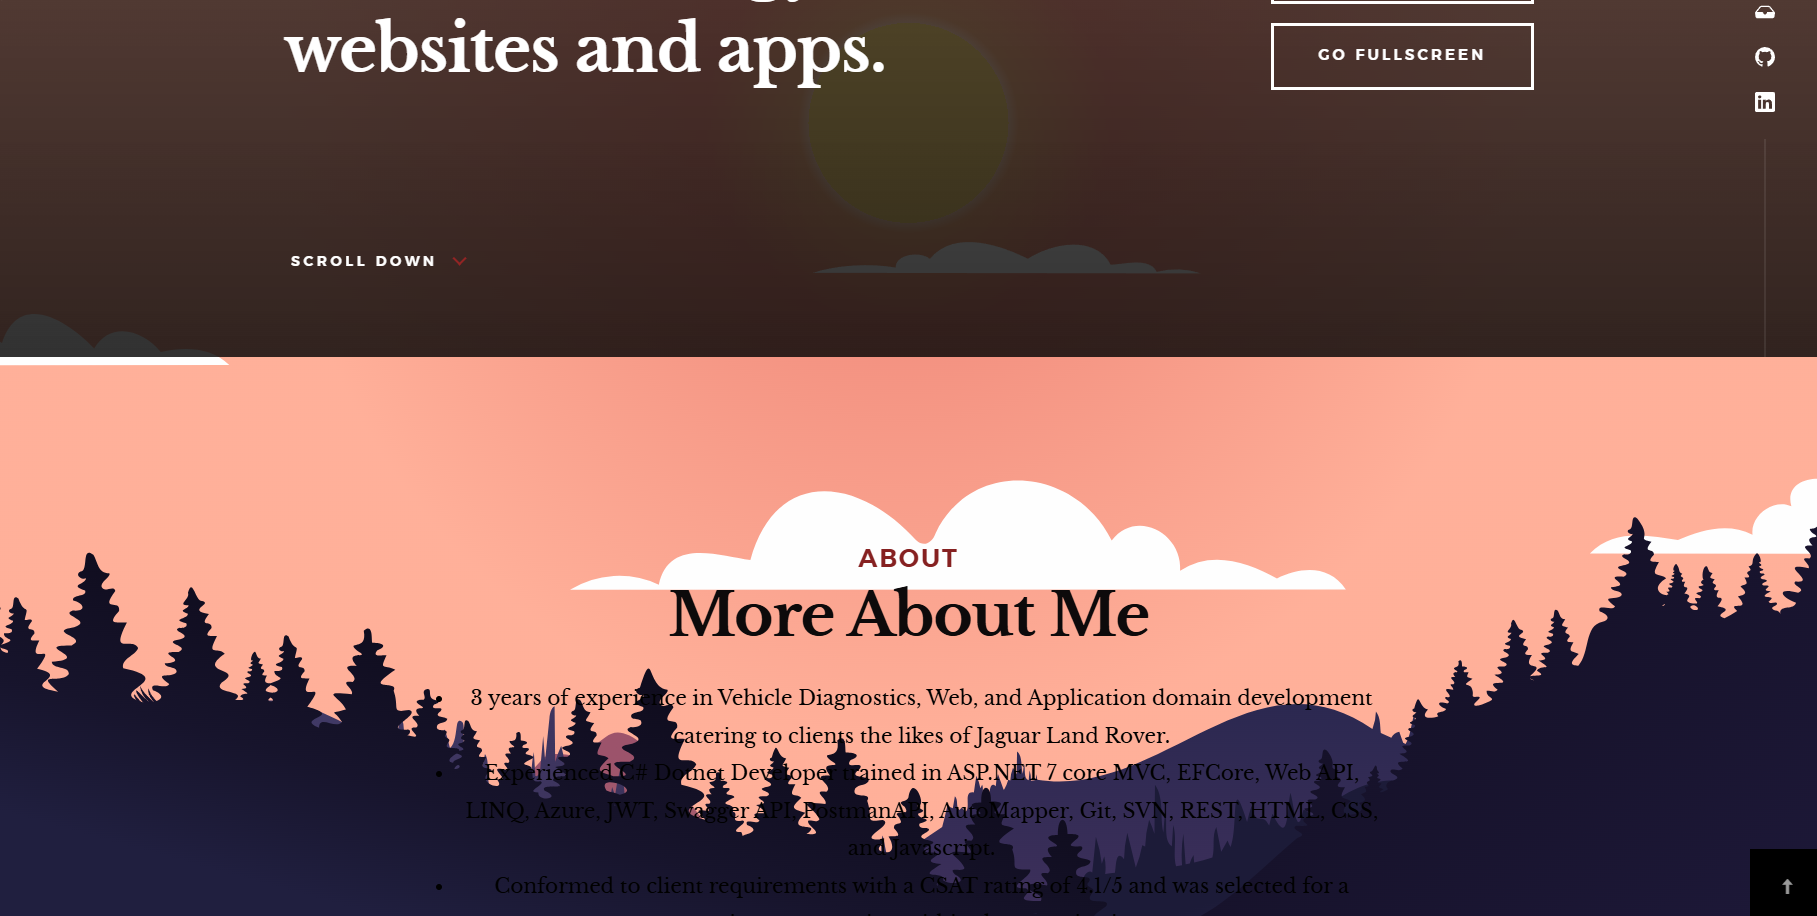 websites and apps.
GO FULLSCREEN
SCROLL DOWN
ABOUT
More About Me
• 3 years of experience in Vehicle Diagnostics, Web, and Application domain development
catering to clients the likes of Jaguar Land Rover.
• Experienced C# Dotnet Developer trained in ASP.NET 7 core MVC, EFCore, Web API,
LINQ, Azure, JWT, Swagger API, PostmanAPI, AutoMapper, Git, SVN, REST, HTML, CSS,
and Javascript.
• Conformed to client requirements with a CSAT rating of 4.1/5 and was selected for a